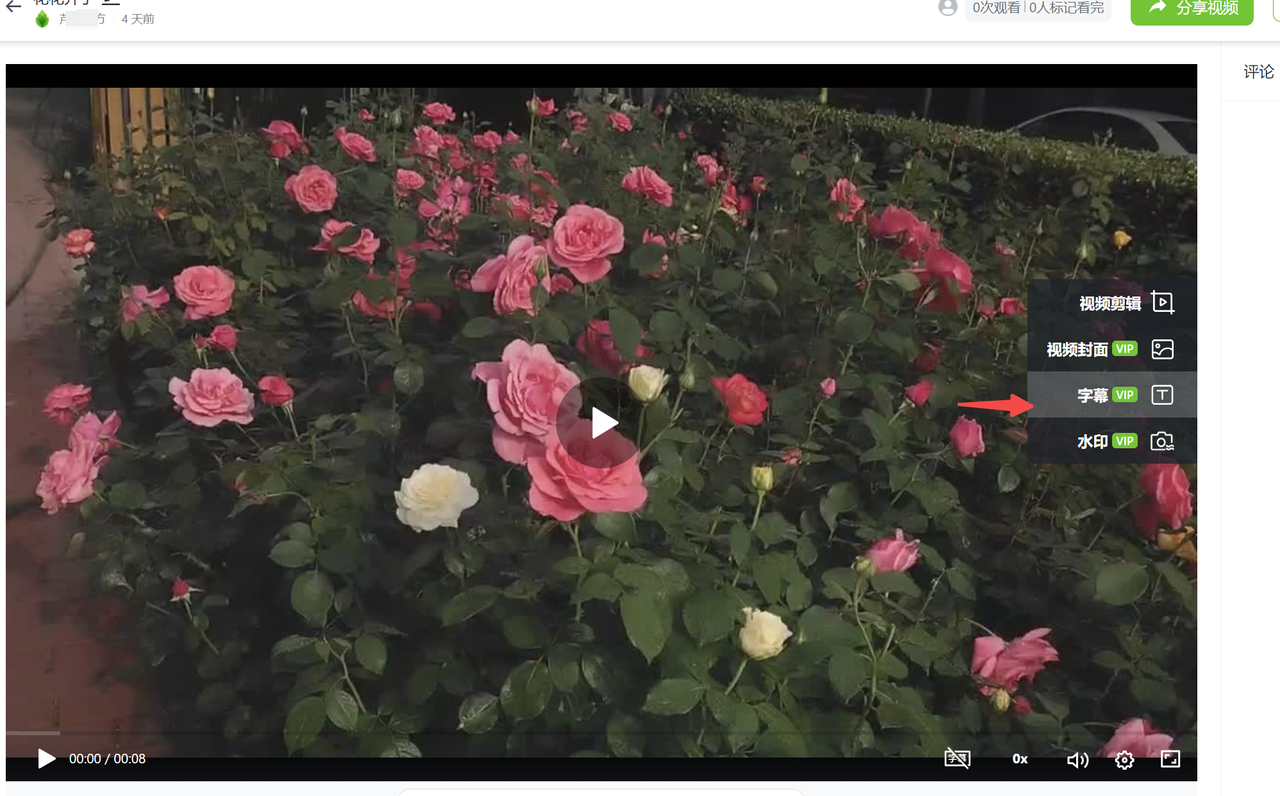 4 天前
0次观看 0人标记看完
分享视频
评论
视频剪辑
视频封面 VIP
字幕 VIP
水印 VIP
00:00 / 00:08
字幕
0x